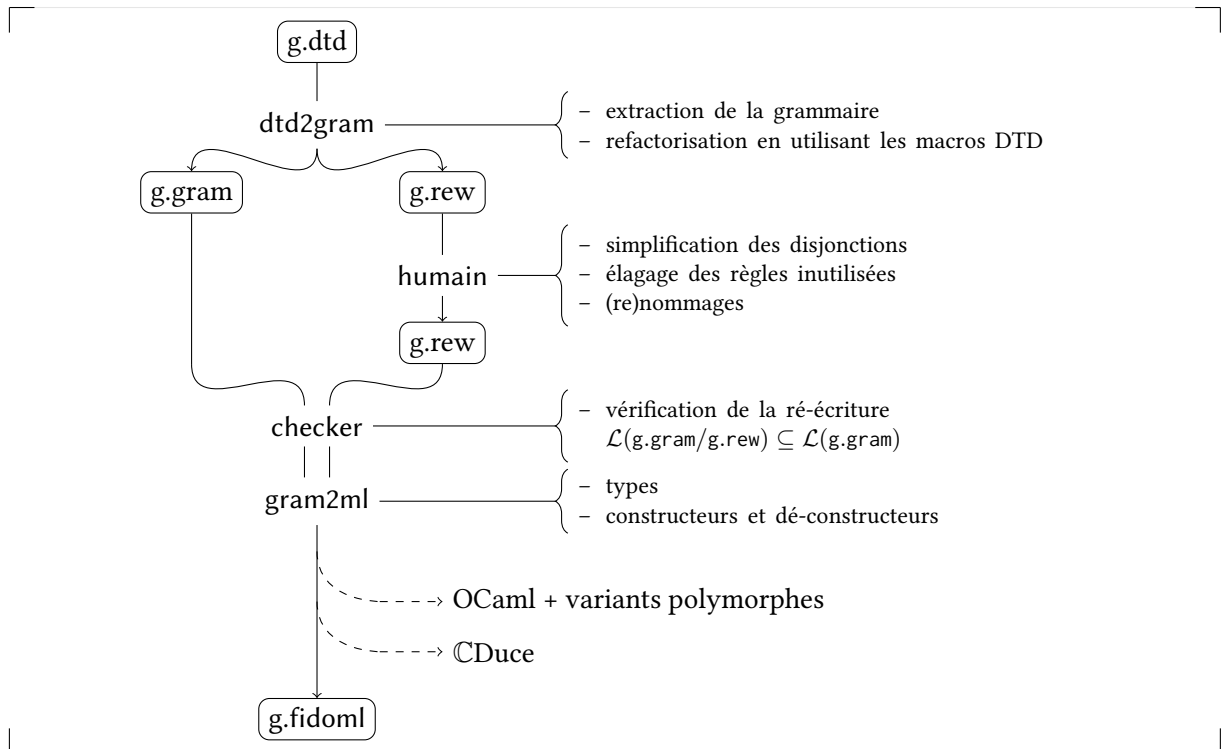 g.dtd
dtd2gram
– extraction de la grammaire
– refactorisation en utilisant les macros DTD
g.gram
g.rew
humain
– simplification des disjonctions
– élagage des règles inutilisées
– (re)nommages
g.rew
checker
– vérification de la ré-écriture
ℒ(g.gram/g.rew) ⊆ ℒ(g.gram)
gram2ml
– types
– constructeurs et dé-constructeurs
OCaml + variants polymorphes
ℂDuce
g.fidoml